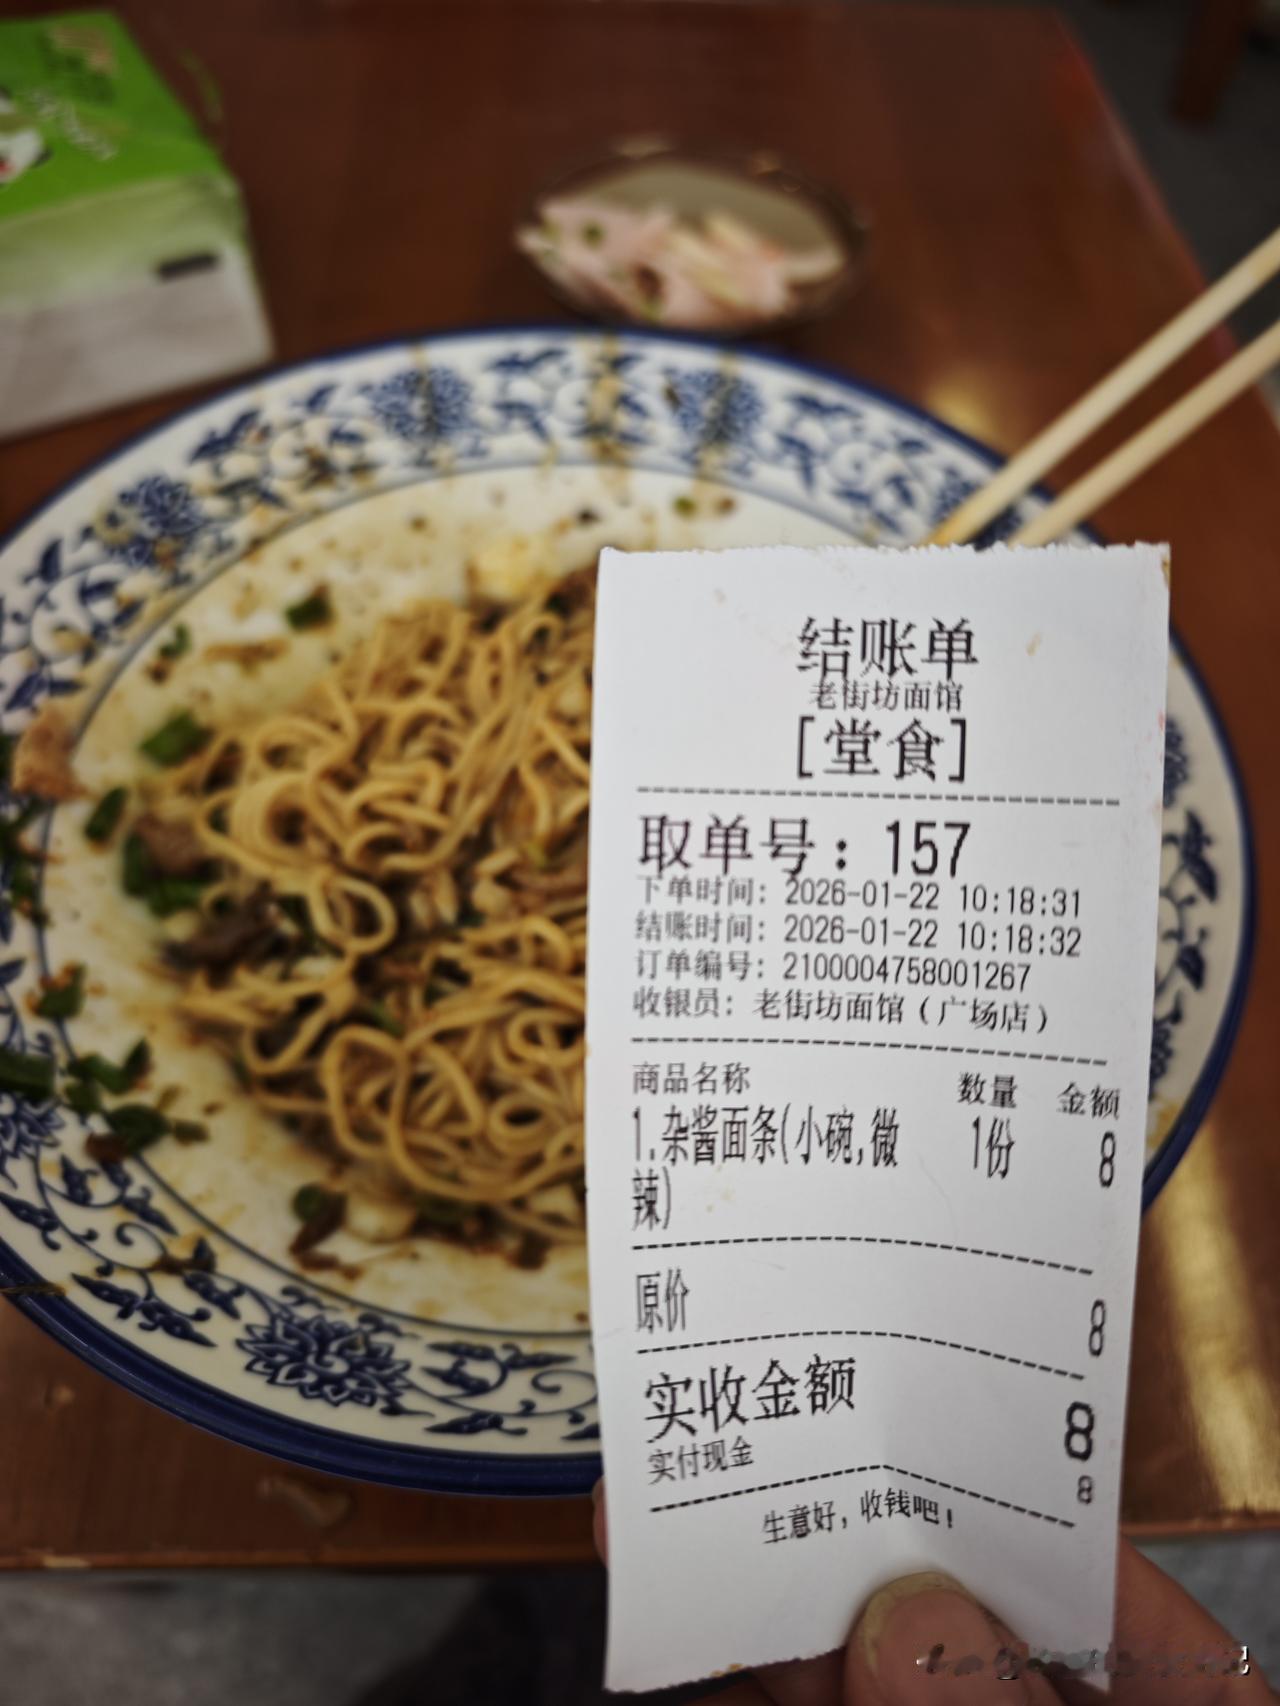 结账单
老街坊面馆
[堂食]
取单号：157
下单时间：2026-01-22 10:18:31
结账时间：2026-01-22 10:18:32
订单编号：2100004758001267
收银员：老街坊面馆（广场店）
商品名称 数量 金额
1.杂酱面条(小碗,微 1份 8
辣)
原价 8
实收金额 8
实付现金 8
生意好，收钱吧！